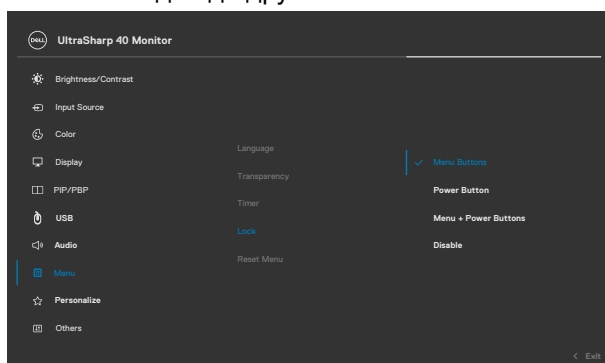 DELL
UltraSharp 40 Monitor
Brightness/Contrast
Input Source
Color
Display
PIP/PBP
USB
Audio
Menu
Personalize
Others
Language
Transparency
Timer
Lock
Reset Menu
Menu Buttons
Power Button
Menu + Power Buttons
Disable
Exit